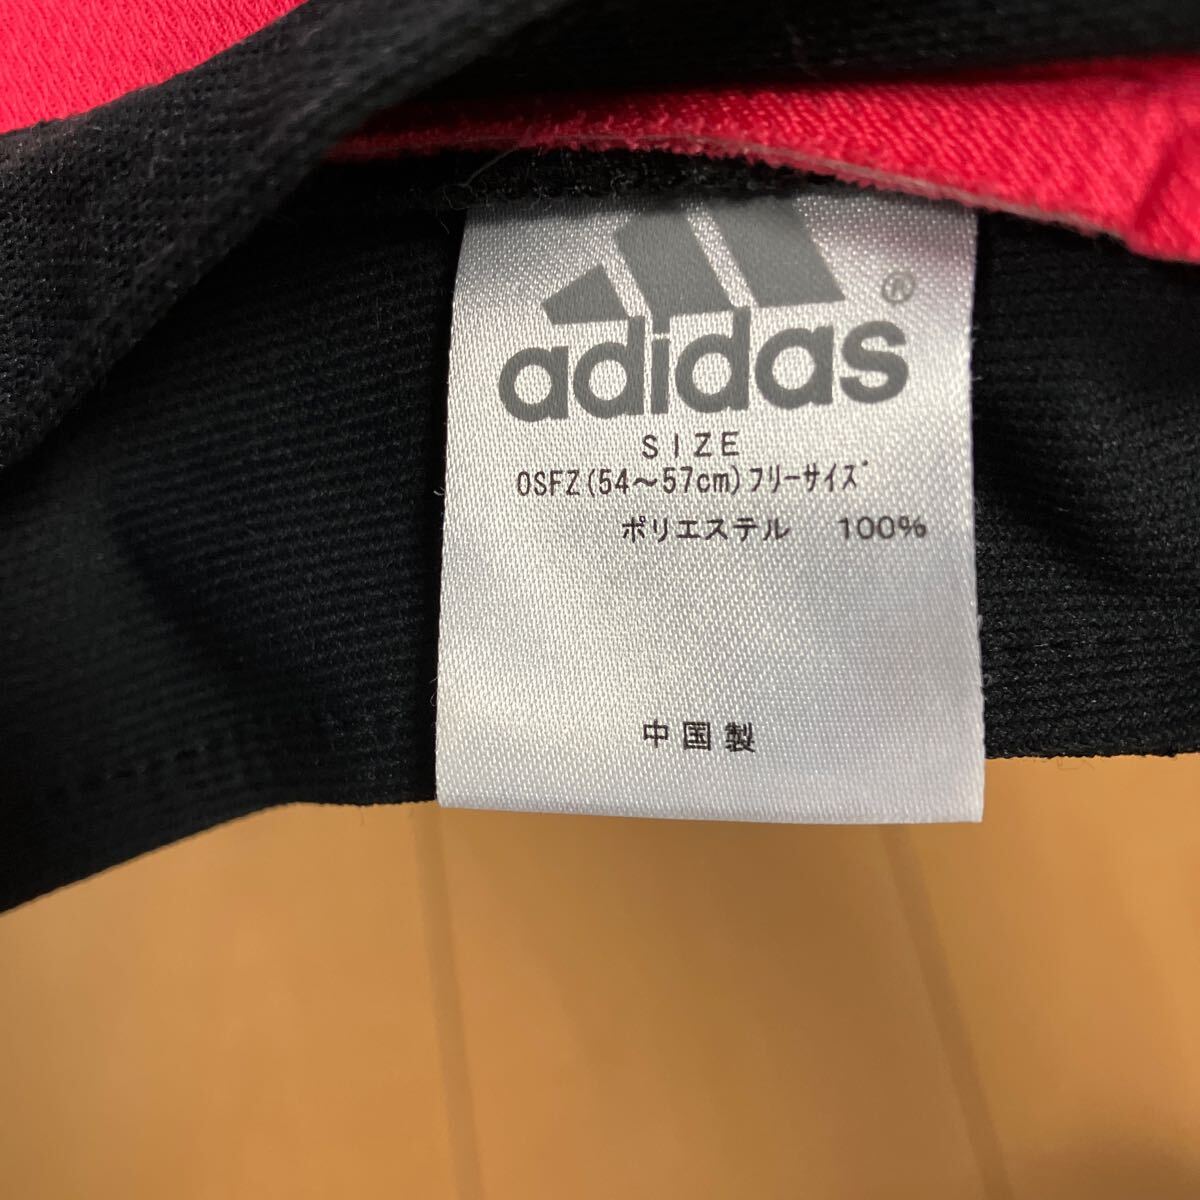 adidas®
SIZE
OSFZ(54～57cm)フリーサイズ
ポリエステル 100%
中国製